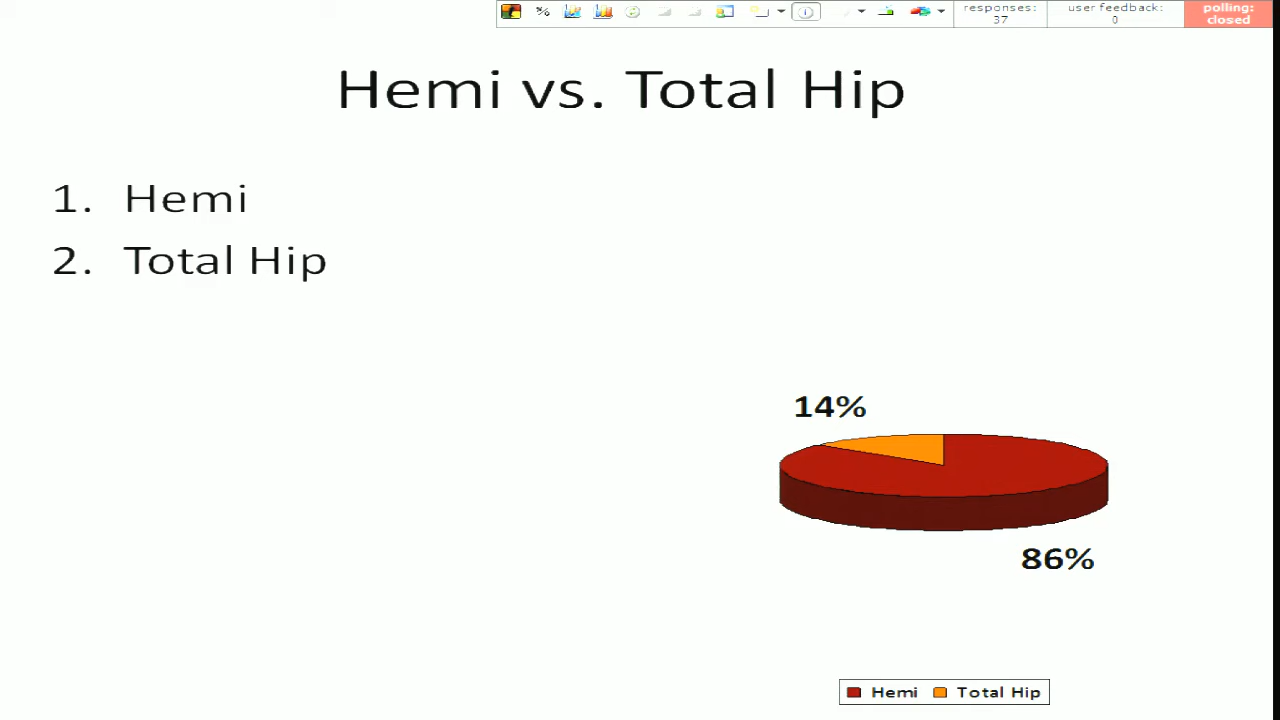 responses: 37
user feedback: 0
polling: closed
Hemi vs. Total Hip
1. Hemi
2. Total Hip
14%
86%
Hemi Total Hip